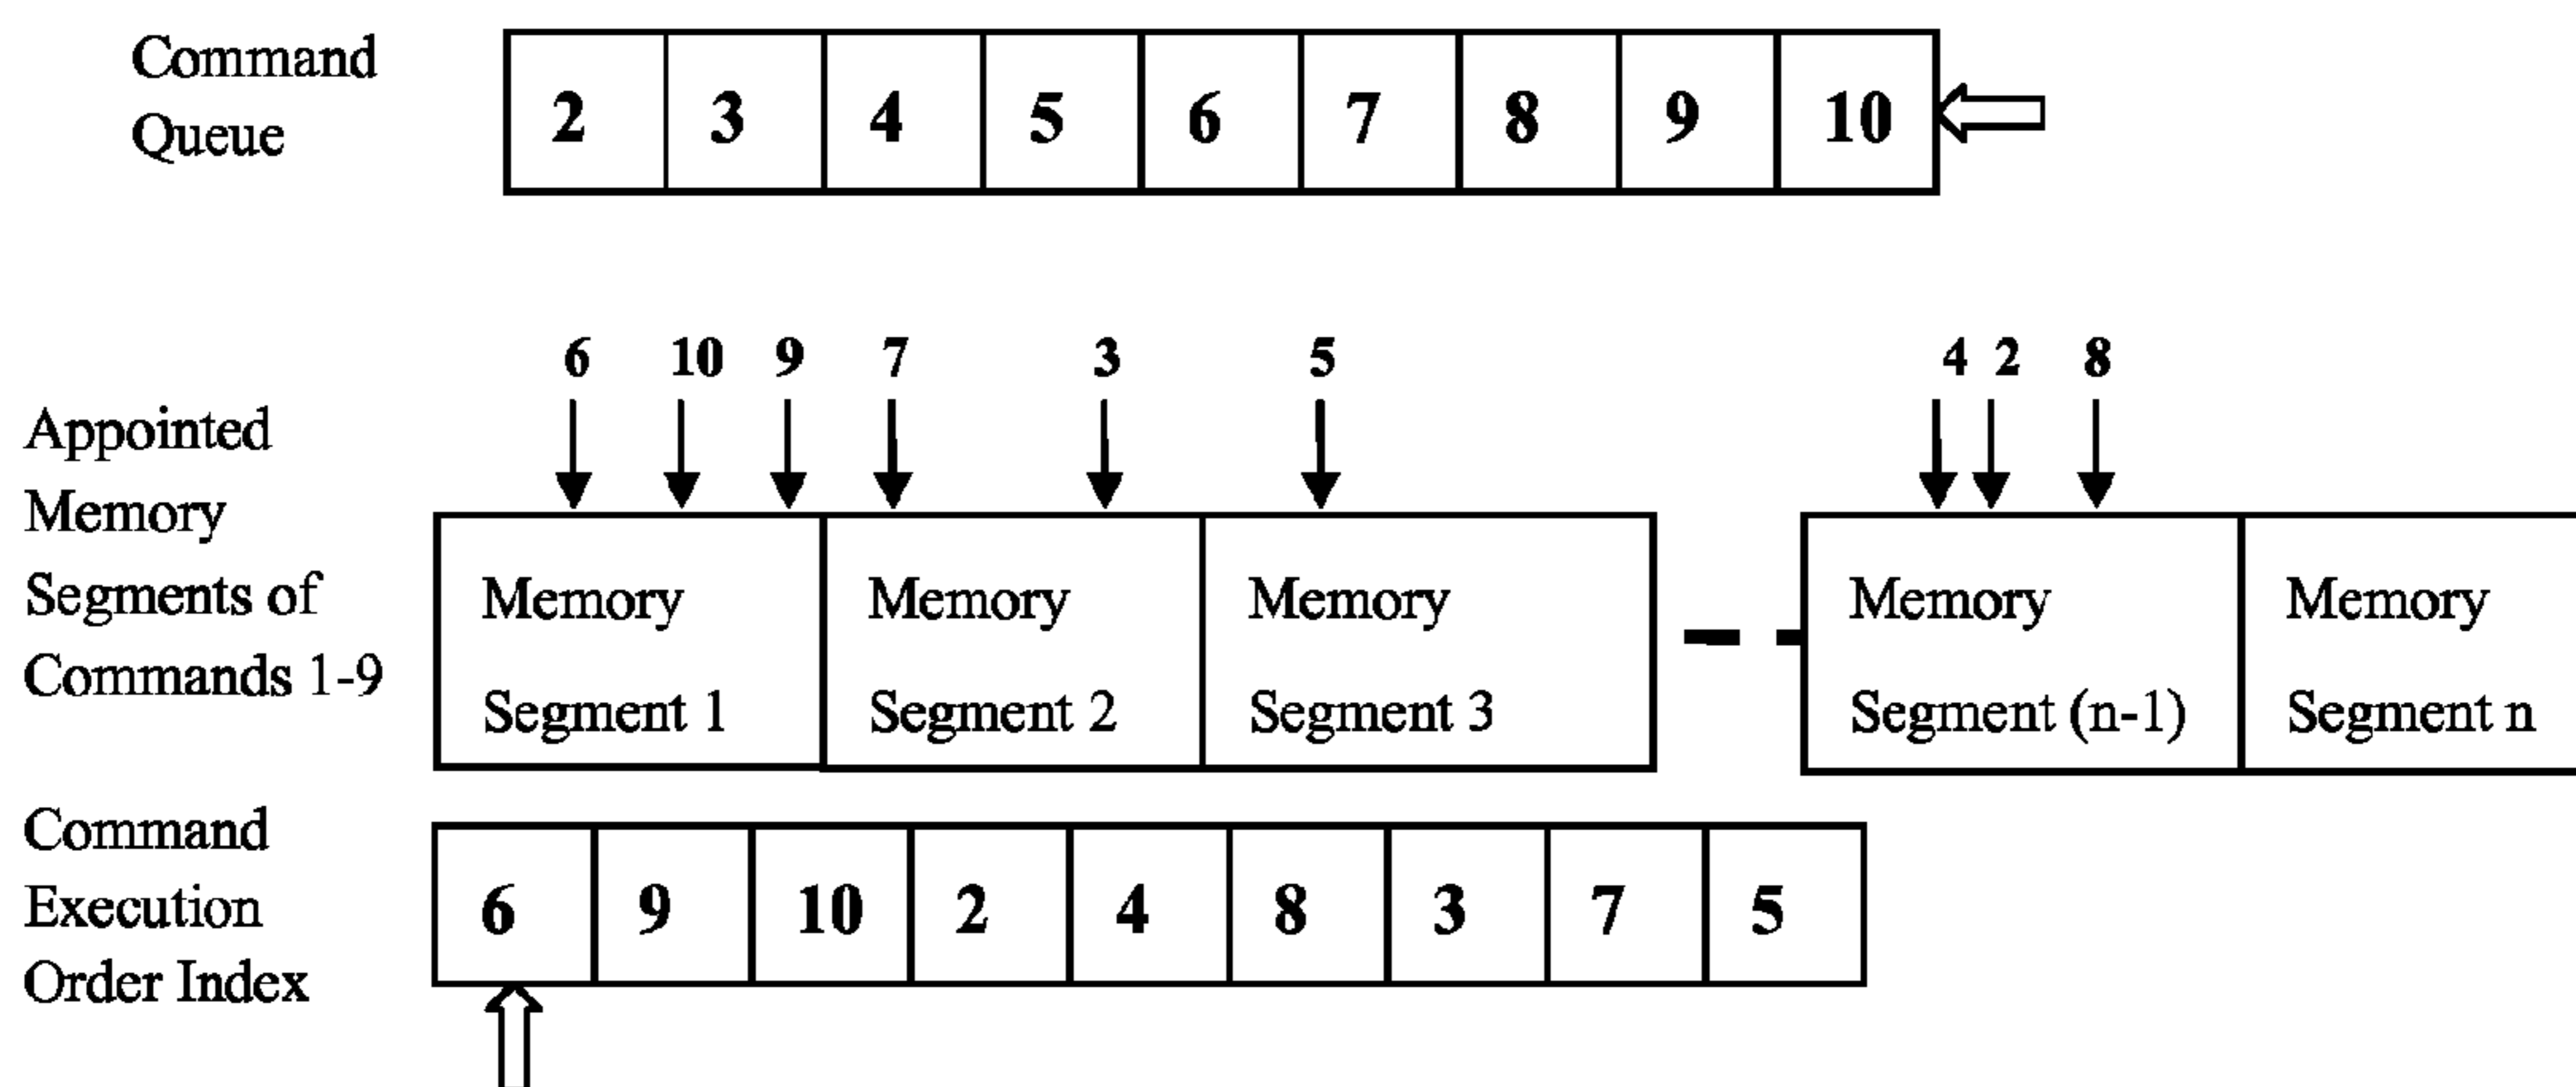 Command
Queue
2 3 4 5 6 7 8 9 10
6 10 9 7 3 5 4 2 8
Appointed
Memory
Segments of
Commands 1-9
Memory
Segment 1
Memory
Segment 2
Memory
Segment 3
Memory
Segment (n-1)
Memory
Segment n
Command
Execution
Order Index
6 9 10 2 4 8 3 7 5